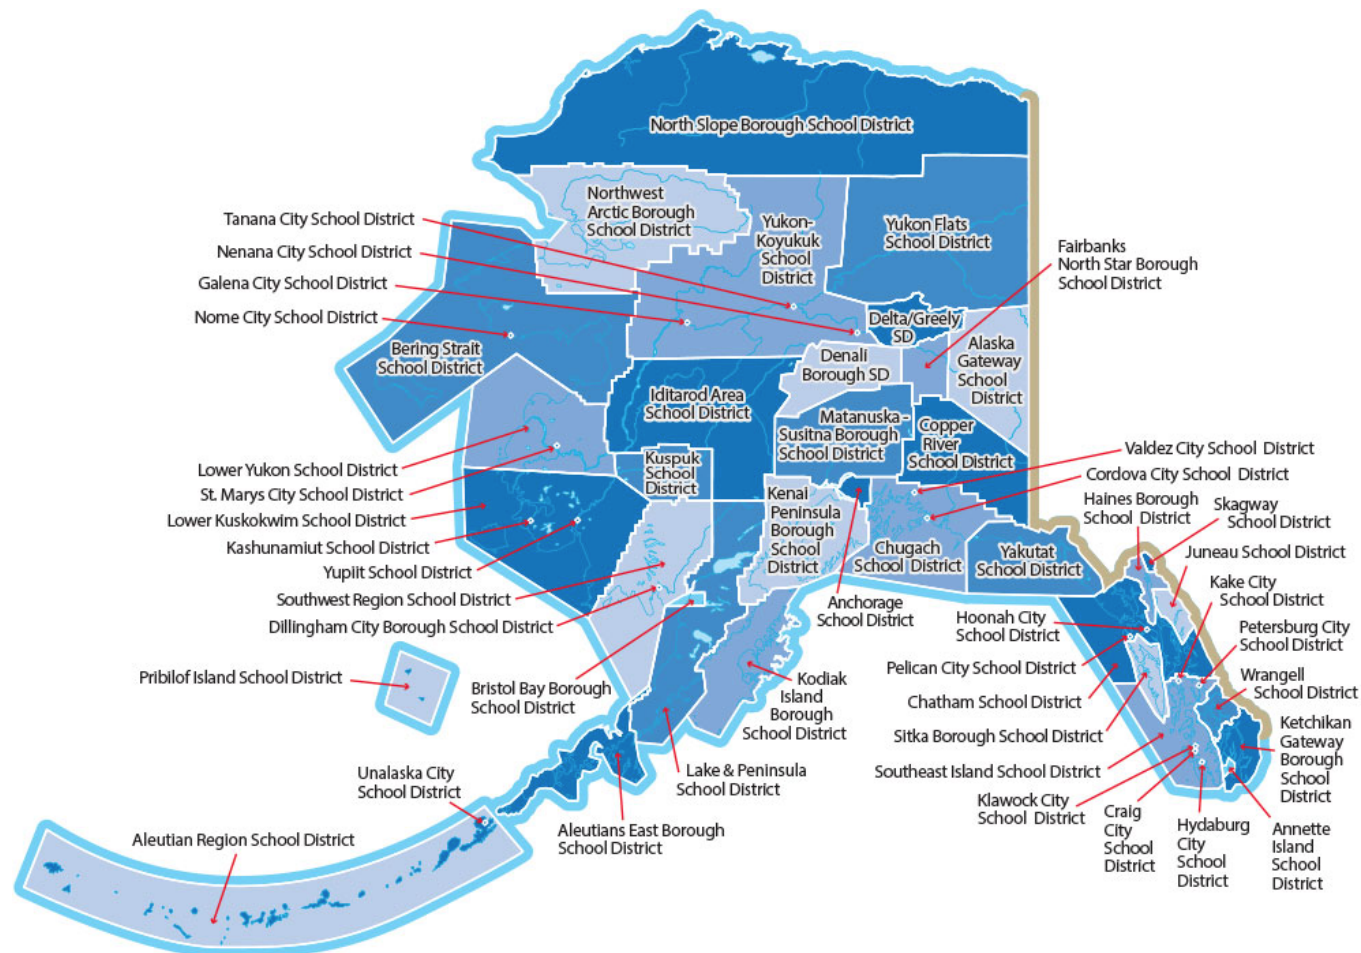 North Slope Borough School District
Northwest
Arctic Borough
School District
Yukon-
Koyukuk
School
District
Yukon Flats
School District
Tanana City School District
Nenana City School District
Galena City School District
Nome City School District
Fairbanks
North Star Borough
School District
Bering Strait
School District
Delta/Greely
SD
Denali
Borough SD
Alaska
Gateway
School
District
Iditarod Area
School District
Matanuska -
Susitna Borough
School District
Copper
River
School District
Kuspuk
School
District
Kenai
Peninsula
Borough
School
District
Chugach
School District
Yakutat
School District
Lower Yukon School District
St. Marys City School District
Lower Kuskokwim School District
Kashunamiut School District
Yupiit School District
Southwest Region School District
Dillingham City Borough School District
Pribilof Island School District
Bristol Bay Borough
School District
Unalaska City
School District
Aleutian Region School District
Aleutians East Borough
School District
Lake & Peninsula
School District
Kodiak
Island
Borough
School District
Anchorage
School District
Valdez City School District
Cordova City School District
Haines Borough
School District
Skagway
School District
Juneau School District
Kake City
School District
Petersburg City
School District
Wrangell
School District
Ketchikan
Gateway
Borough
School
District
Hoonah City
School District
Pelican City School District
Chatham School District
Sitka Borough School District
Southeast Island School District
Klawock City
School District
Craig
City
School
District
Hydaburg
City
School
District
Annette
Island
School
District